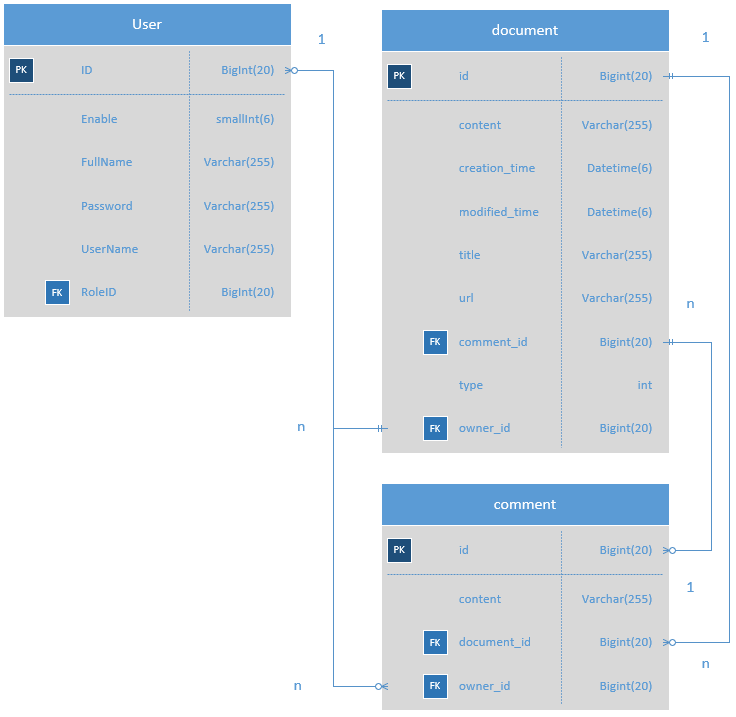 User
1
PK ID BigInt(20)
Enable smallInt(6)
FullName Varchar(255)
Password Varchar(255)
UserName Varchar(255)
FK RoleID BigInt(20)
document
1
PK id Bigint(20)
content Varchar(255)
creation_time Datetime(6)
modified_time Datetime(6)
title Varchar(255)
url Varchar(255)
n
FK comment_id Bigint(20)
type int
n
FK owner_id Bigint(20)
comment
PK id Bigint(20)
1
content Varchar(255)
FK document_id Bigint(20)
n
n
FK owner_id Bigint(20)